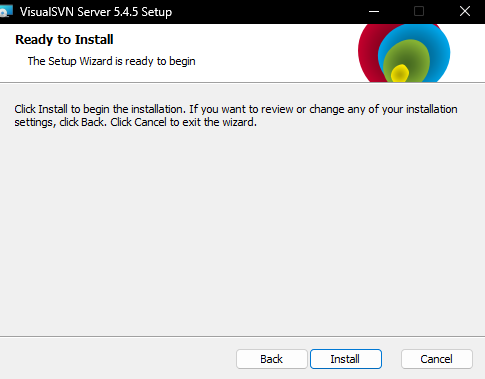 VisualSVN Server 5.4.5 Setup
Ready to Install
The Setup Wizard is ready to begin
Click Install to begin the installation. If you want to review or change any of your installation
settings, click Back. Click Cancel to exit the wizard.
Back
Install
Cancel